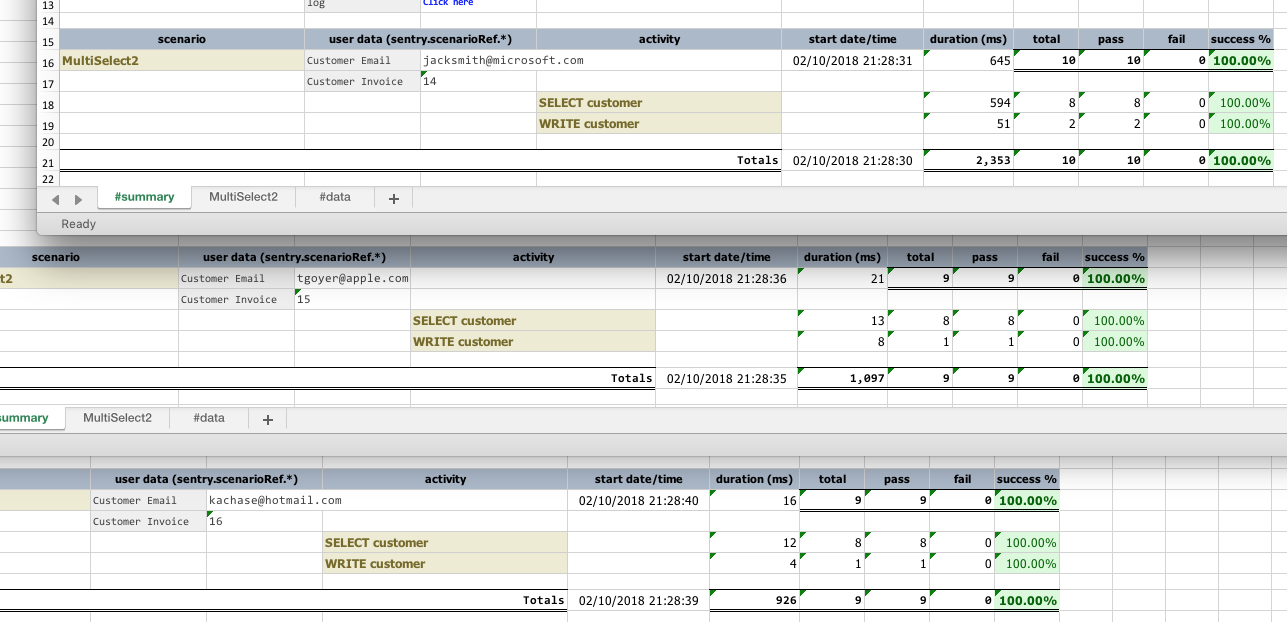 13 log Click here
14
15 scenario user data (sentry.scenarioRef.*) activity start date/time duration (ms) total pass fail success %
16 MultiSelect2 Customer Email jacksmith@microsoft.com 02/10/2018 21:28:31 645 10 10 0 100.00%
17 Customer Invoice 14
18 SELECT customer 594 8 8 0 100.00%
19 WRITE customer 51 2 2 0 100.00%
20
21 Totals 02/10/2018 21:28:30 2,353 10 10 0 100.00%
22
#summary MultiSelect2 #data +
Ready
scenario user data (sentry.scenarioRef.*) activity start date/time duration (ms) total pass fail success %
t2 Customer Email tgoyer@apple.com 02/10/2018 21:28:36 21 9 9 0 100.00%
Customer Invoice 15
SELECT customer 13 8 8 0 100.00%
WRITE customer 8 1 1 0 100.00%
Totals 02/10/2018 21:28:35 1,097 9 9 0 100.00%
summary MultiSelect2 #data +
user data (sentry.scenarioRef.*) activity start date/time duration (ms) total pass fail success %
Customer Email kachase@hotmail.com 02/10/2018 21:28:40 16 9 9 0 100.00%
Customer Invoice 16
SELECT customer 12 8 8 0 100.00%
WRITE customer 4 1 1 0 100.00%
Totals 02/10/2018 21:28:39 926 9 9 0 100.00%